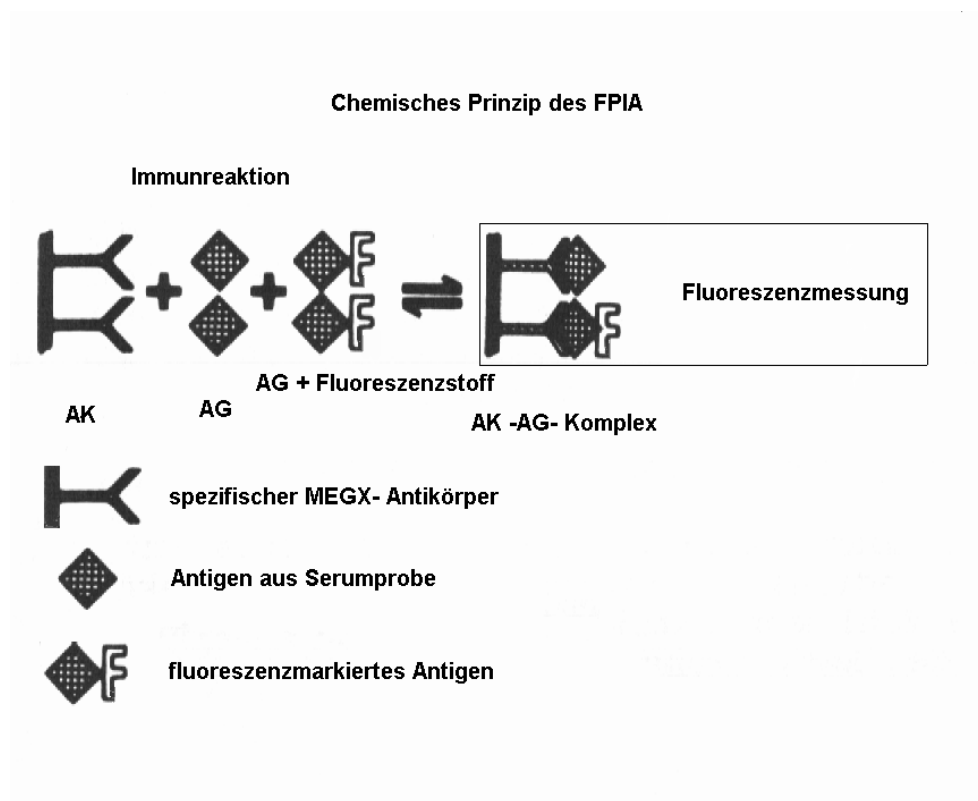 Chemisches Prinzip des FPIA
Immunreaktion
Fluoreszenzmessung
AG + Fluoreszenzstoff
AK
AG
AK -AG- Komplex
spezifischer MEGX- Antikörper
Antigen aus Serumprobe
F
fluoreszenzmarkiertes Antigen